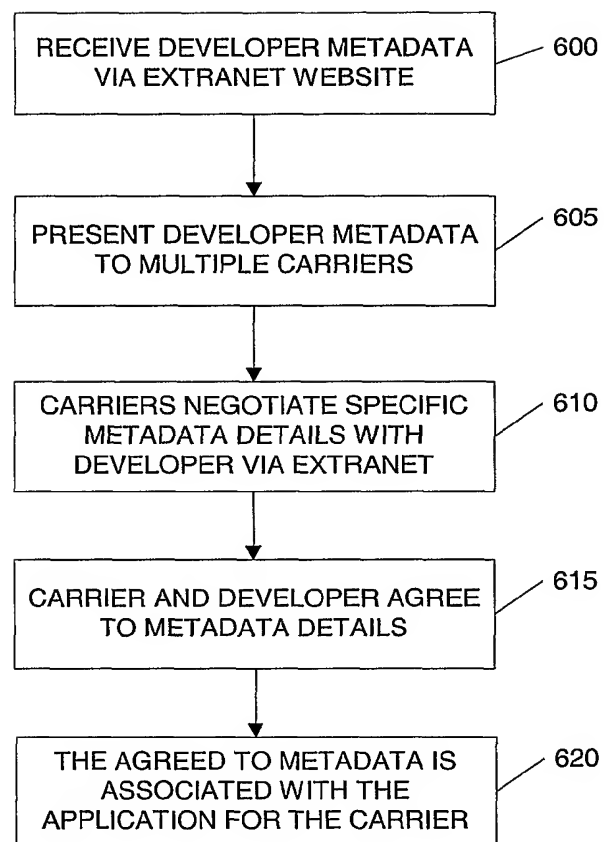 RECEIVE DEVELOPER METADATA
VIA EXTRANET WEBSITE
600
PRESENT DEVELOPER METADATA
TO MULTIPLE CARRIERS
605
CARRIERS NEGOTIATE SPECIFIC
METADATA DETAILS WITH
DEVELOPER VIA EXTRANET
610
CARRIER AND DEVELOPER AGREE
TO METADATA DETAILS
615
THE AGREED TO METADATA IS
ASSOCIATED WITH THE
APPLICATION FOR THE CARRIER
620